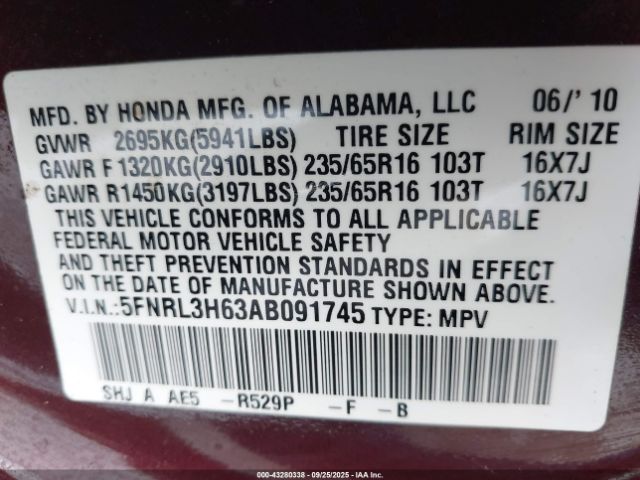 MFD. BY HONDA MFG. OF ALABAMA, LLC 06/' 10
GVWR 2695KG(5941LBS) TIRE SIZE RIM SIZE
GAWR F 1320KG(2910LBS) 235/65R16 103T 16X7J
GAWR R1450KG(3197LBS) 235/65R16 103T 16X7J
THIS VEHICLE CONFORMS TO ALL APPLICABLE
FEDERAL MOTOR VEHICLE SAFETY
AND THEFT PREVENTION STANDARDS IN EFFECT
ON THE DATE OF MANUFACTURE SHOWN ABOVE.
V.I.N.:5FNRL3H63AB091745 TYPE: MPV
SHJ A AE5 -R529P -F -B
000-43280338 - 09/25/2025 - IAA Inc.